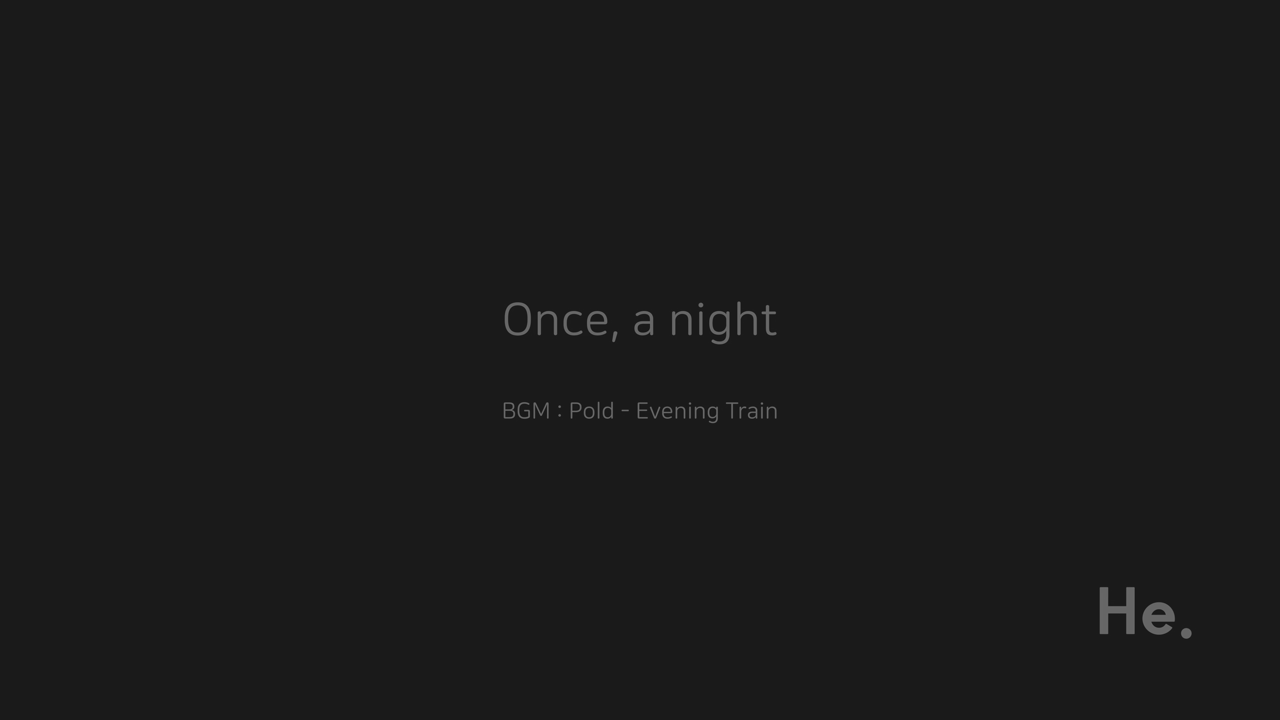 Once, a night
BGM : Pold - Evening Train
He.